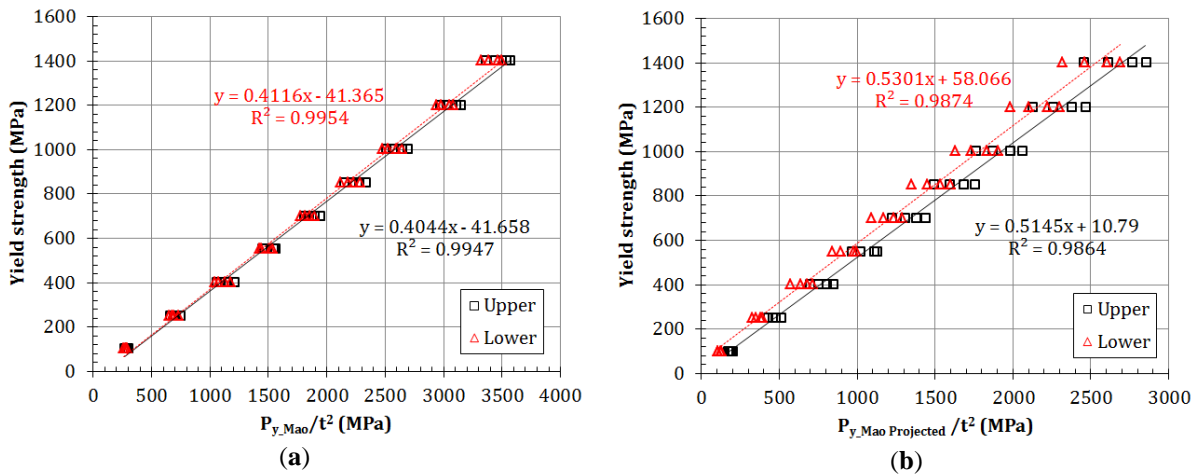 Yield strength (MPa)
1600
1400
1200
1000
800
600
400
200
0
y = 0.4116x - 41.365
R² = 0.9954
y = 0.4044x - 41.658
R² = 0.9947
Upper
Lower
0 500 1000 1500 2000 2500 3000 3500 4000
P_y_Mao/t² (MPa)
(a)
Yield strength (MPa)
1600
1400
1200
1000
800
600
400
200
0
y = 0.5301x + 58.066
R² = 0.9874
y = 0.5145x + 10.79
R² = 0.9864
Upper
Lower
0 500 1000 1500 2000 2500 3000
P_y_Mao Projected /t² (MPa)
(b)